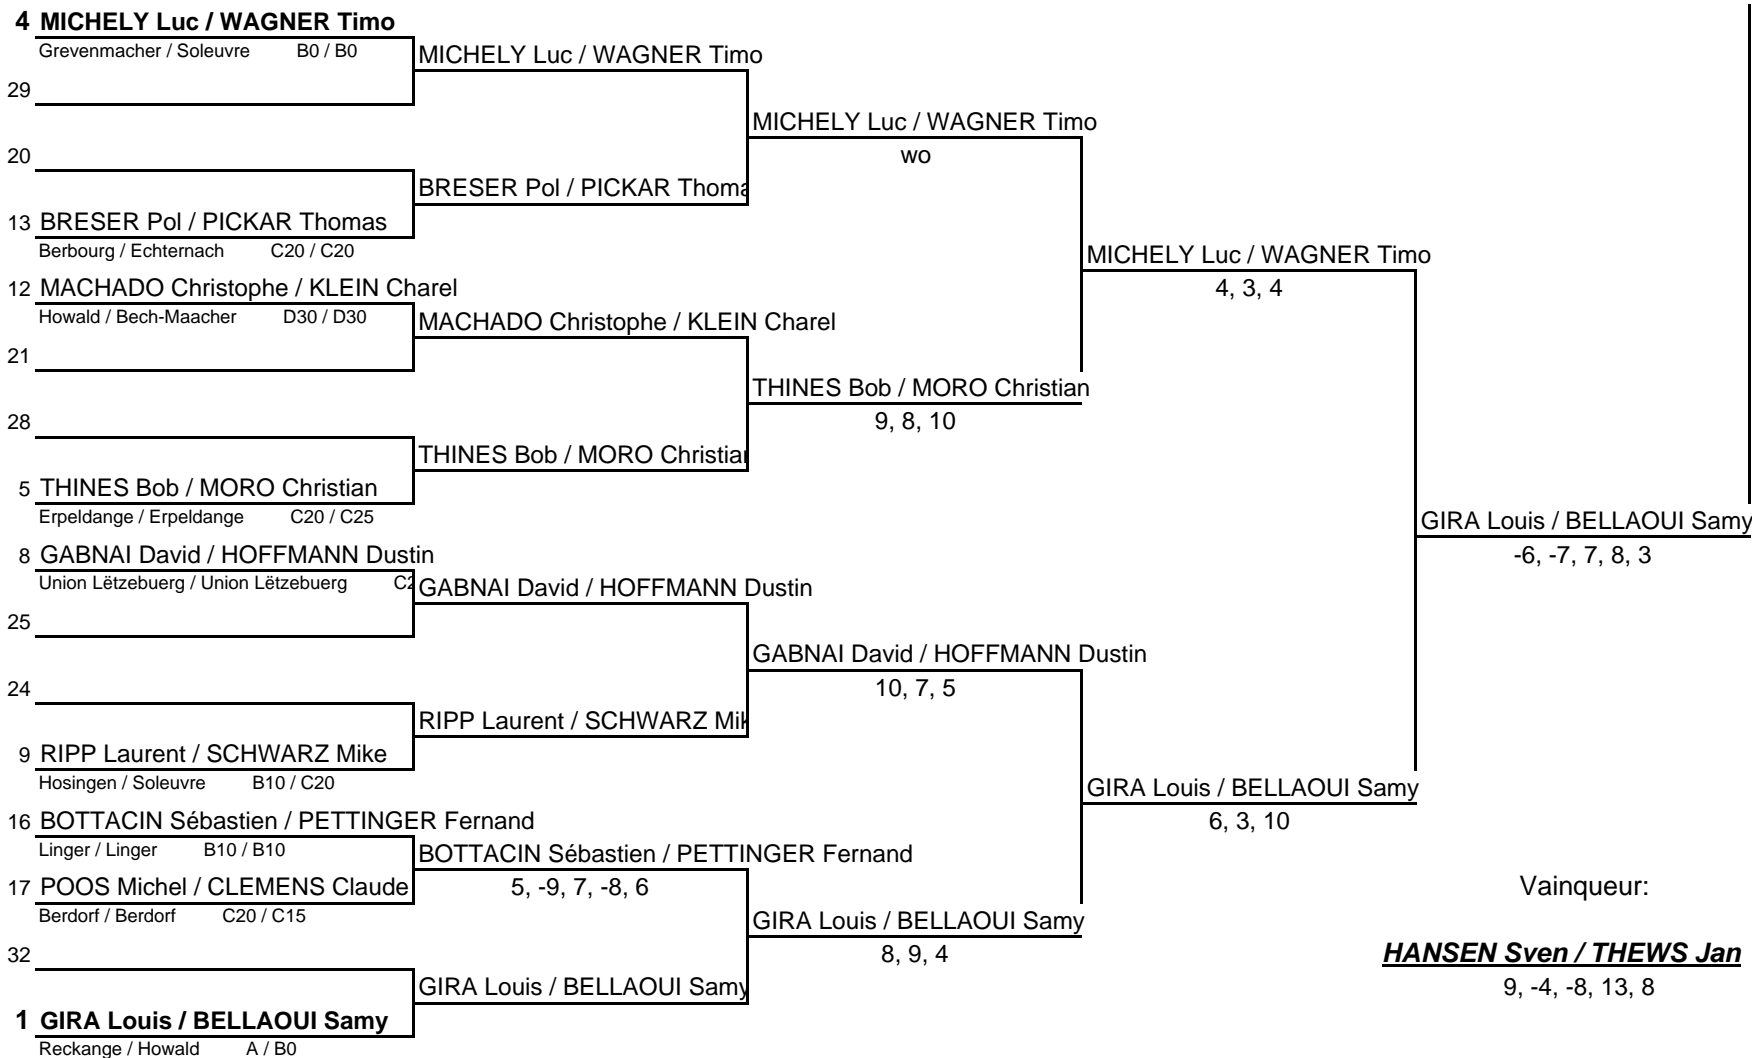 4 MICHELY Luc / WAGNER Timo
Grevenmacher / Soleuvre B0 / B0
MICHELY Luc / WAGNER Timo
29
MICHELY Luc / WAGNER Timo
wo
20
BRESER Pol / PICKAR Thoma
13 BRESER Pol / PICKAR Thomas
Berbourg / Echternach C20 / C20
MICHELY Luc / WAGNER Timo
4, 3, 4
12 MACHADO Christophe / KLEIN Charel
Howald / Bech-Maacher D30 / D30
MACHADO Christophe / KLEIN Charel
21
THINES Bob / MORO Christian
9, 8, 10
28
THINES Bob / MORO Christian
5 THINES Bob / MORO Christian
Erpeldange / Erpeldange C20 / C25
GIRA Louis / BELLAOUI Samy
-6, -7, 7, 8, 3
8 GABNAI David / HOFFMANN Dustin
Union Lëtzebuerg / Union Lëtzebuerg C2
GABNAI David / HOFFMANN Dustin
25
GABNAI David / HOFFMANN Dustin
10, 7, 5
24
RIPP Laurent / SCHWARZ Mik
9 RIPP Laurent / SCHWARZ Mike
Hosingen / Soleuvre B10 / C20
GIRA Louis / BELLAOUI Samy
6, 3, 10
16 BOTTACIN Sébastien / PETTINGER Fernand
Linger / Linger B10 / B10
BOTTACIN Sébastien / PETTINGER Fernand
5, -9, 7, -8, 6
17 POOS Michel / CLEMENS Claude
Berdorf / Berdorf C20 / C15
GIRA Louis / BELLAOUI Samy
8, 9, 4
32
GIRA Louis / BELLAOUI Samy
1 GIRA Louis / BELLAOUI Samy
Reckange / Howald A / B0
Vainqueur:
HANSEN Sven / THEWS Jan
9, -4, -8, 13, 8